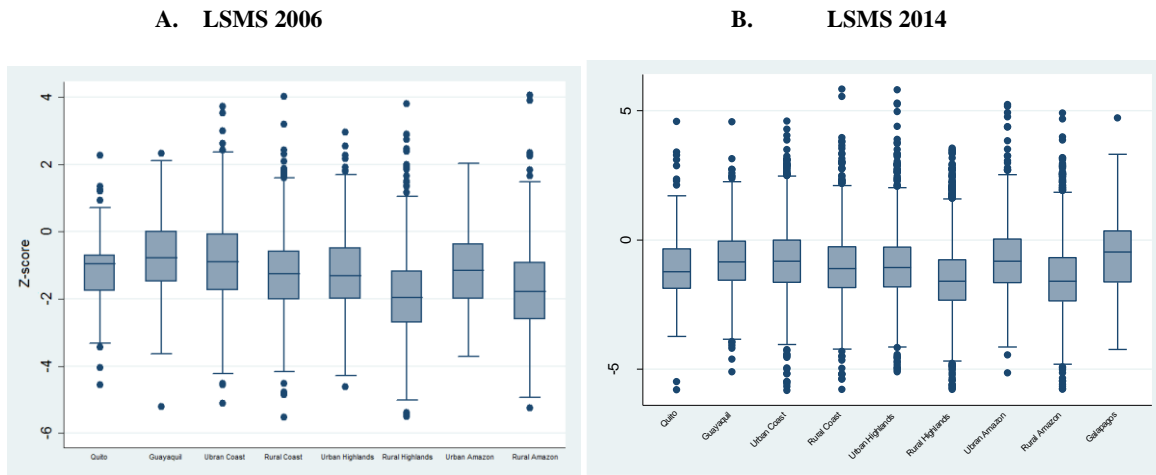 A. LSMS 2006
B. LSMS 2014
Z-score
4
2
0
-2
-4
-6
Quito
Guayaquil
Ubran Coast
Rural Coast
Urban Highlands
Rural Highlands
Urban Amazon
Rural Amazon
5
0
-5
Quito
Guayaquil
Urban Coast
Rural Coast
Urban Highlands
Rural Highlands
Ubran Amazon
Rural Amazon
Galapagos